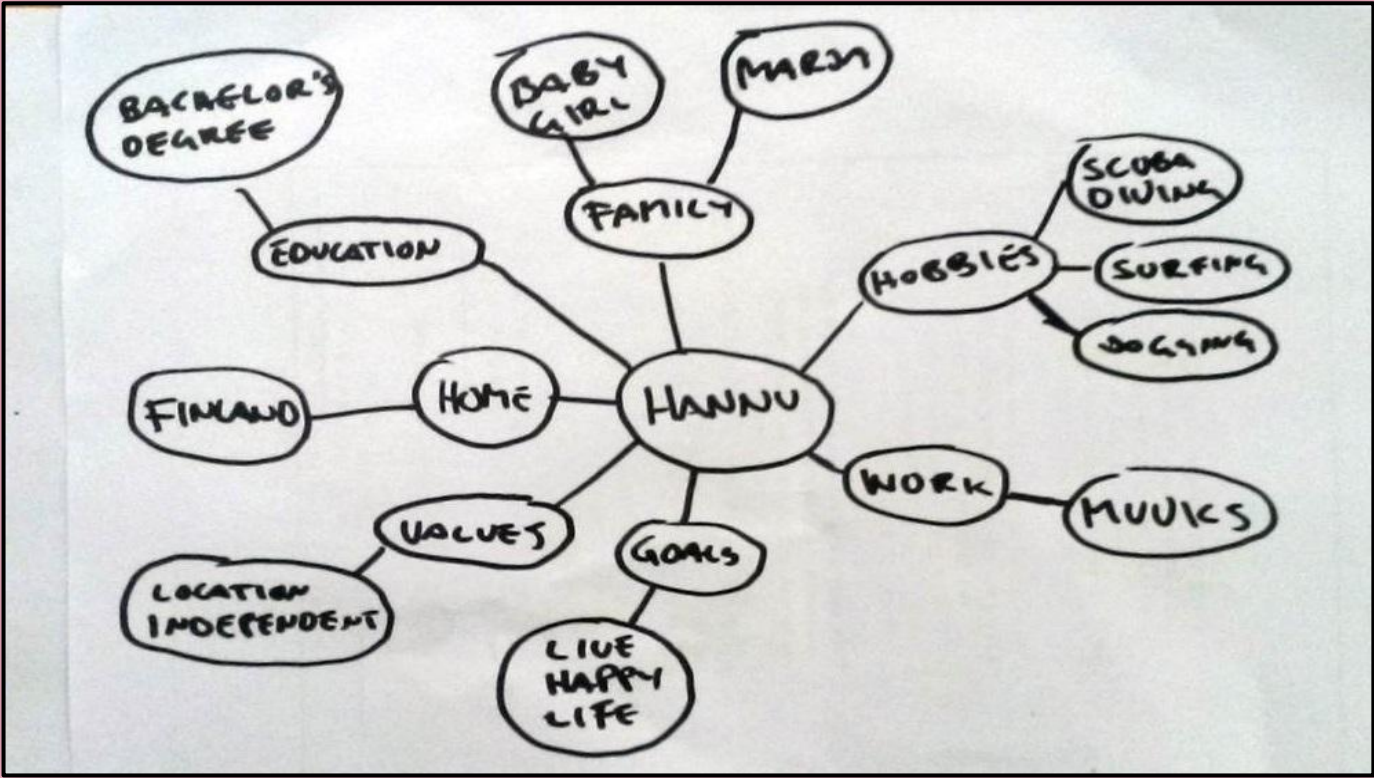 BACHELOR'S
DEGREE
BABY
GIRL
MARJA
SCUBA
DIVING
FAMILY
EDUCATION
HOBBIES
SURFING
JOGGING
FINLAND
HOME
HANNU
WORK
MUUKS
VALUES
GOALS
LOCATION
INDEPENDENT
LIVE
HAPPY
LIFE